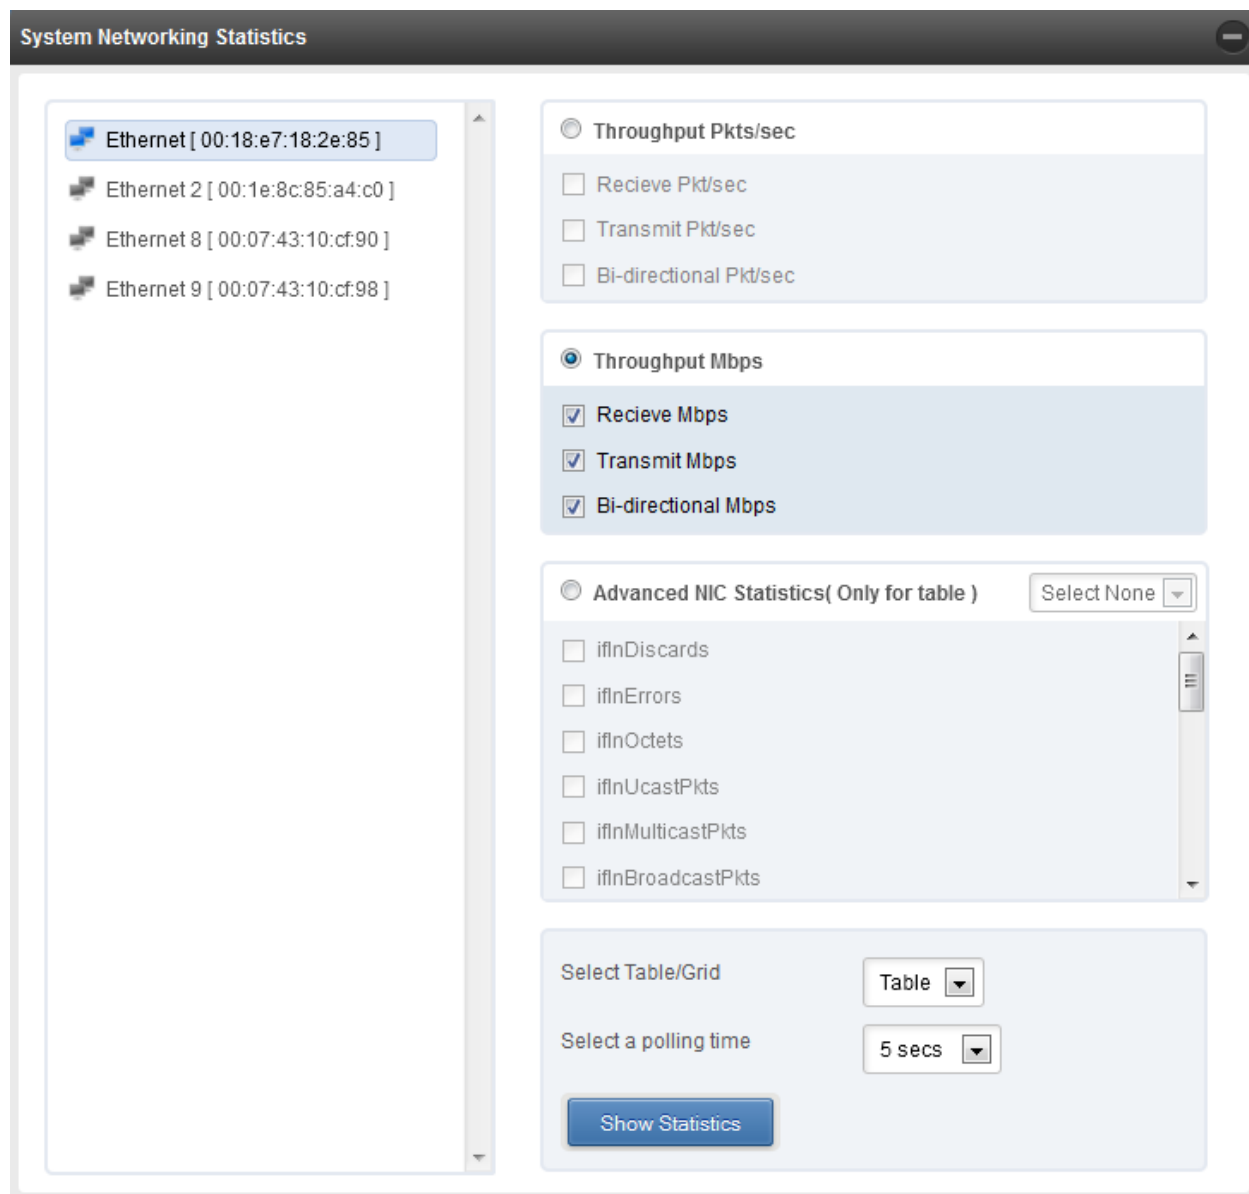 System Networking Statistics
Ethernet [ 00:18:e7:18:2e:85 ]
Ethernet 2 [ 00:1e:8c:85:a4:c0 ]
Ethernet 8 [ 00:07:43:10:cf:90 ]
Ethernet 9 [ 00:07:43:10:cf:98 ]
Throughput Pkts/sec
Recieve Pkt/sec
Transmit Pkt/sec
Bi-directional Pkt/sec
Throughput Mbps
Recieve Mbps
Transmit Mbps
Bi-directional Mbps
Advanced NIC Statistics( Only for table ) Select None
ifInDiscards
ifInErrors
ifInOctets
ifInUcastPkts
ifInMulticastPkts
ifInBroadcastPkts
Select Table/Grid Table
Select a polling time 5 secs
Show Statistics